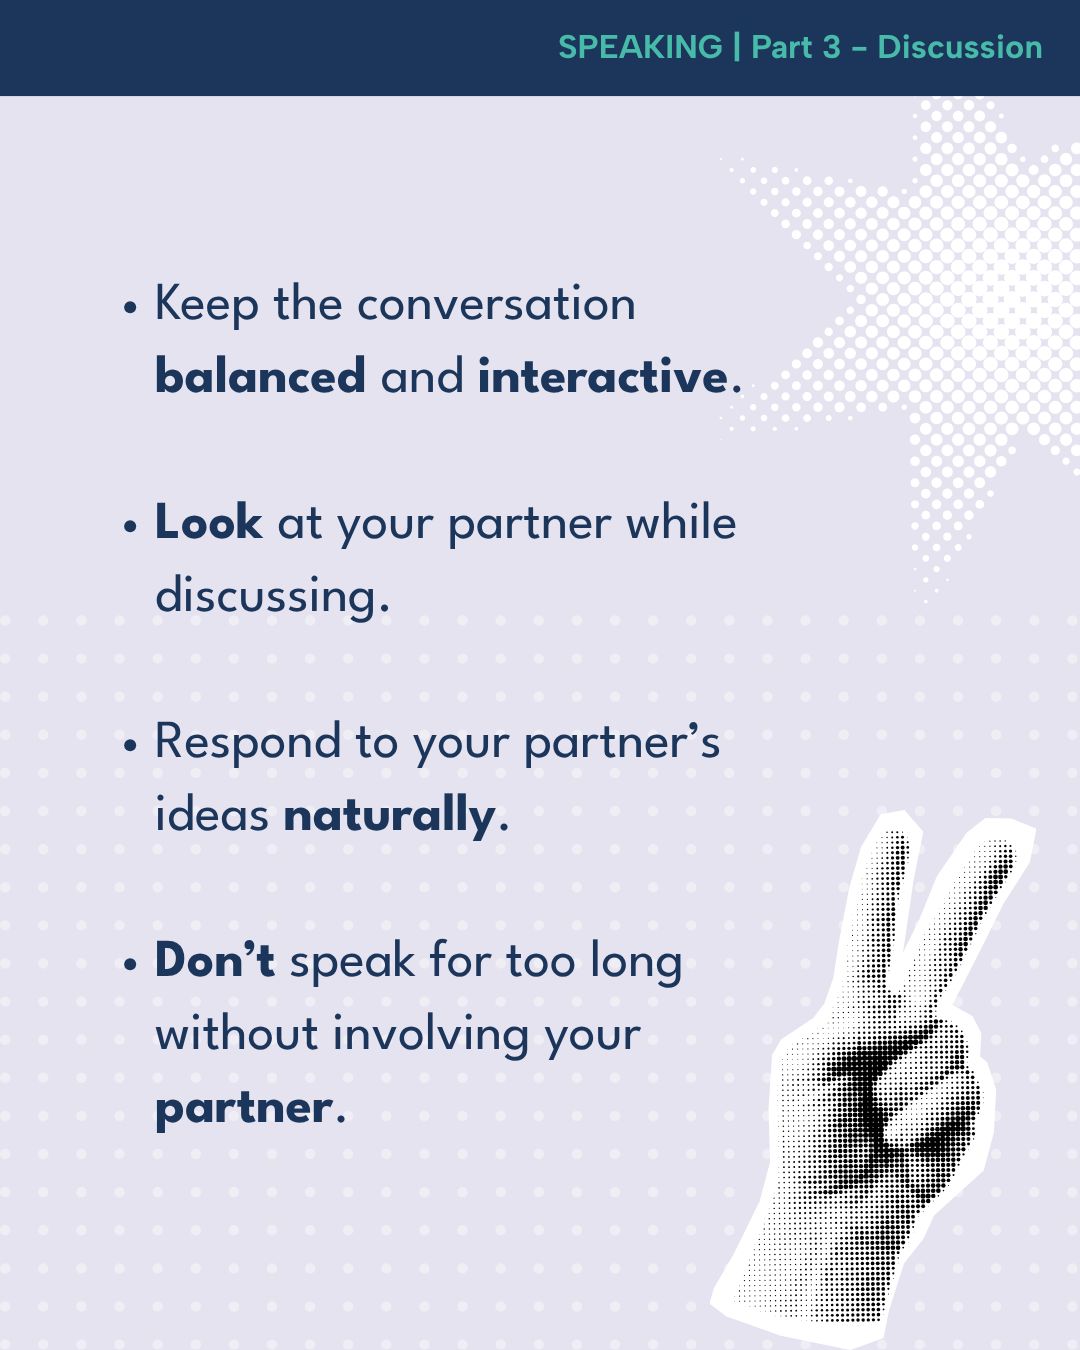 SPEAKING | Part 3 – Discussion
• Keep the conversation
balanced and interactive.
• Look at your partner while
discussing.
• Respond to your partner’s
ideas naturally.
• Don’t speak for too long
without involving your
partner.